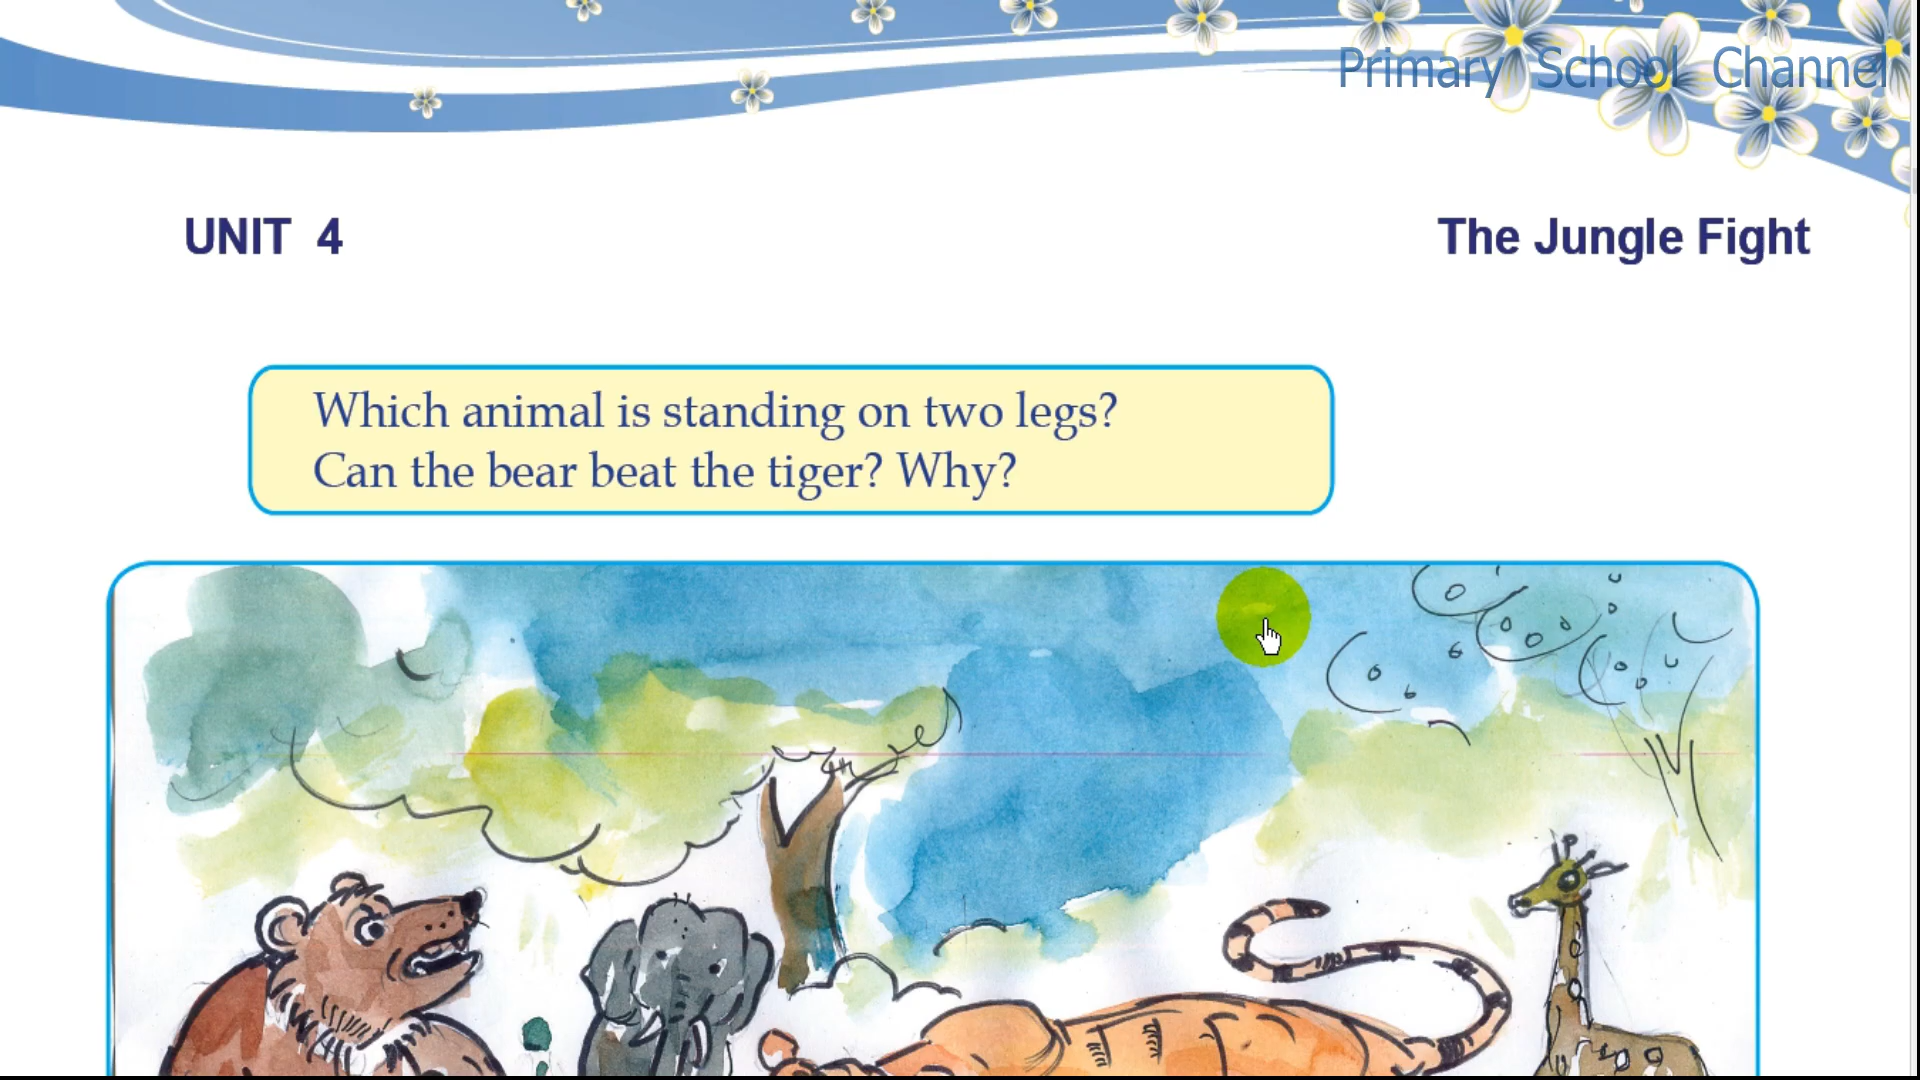 Primary School Channel
UNIT 4
The Jungle Fight
Which animal is standing on two legs?
Can the bear beat the tiger? Why?